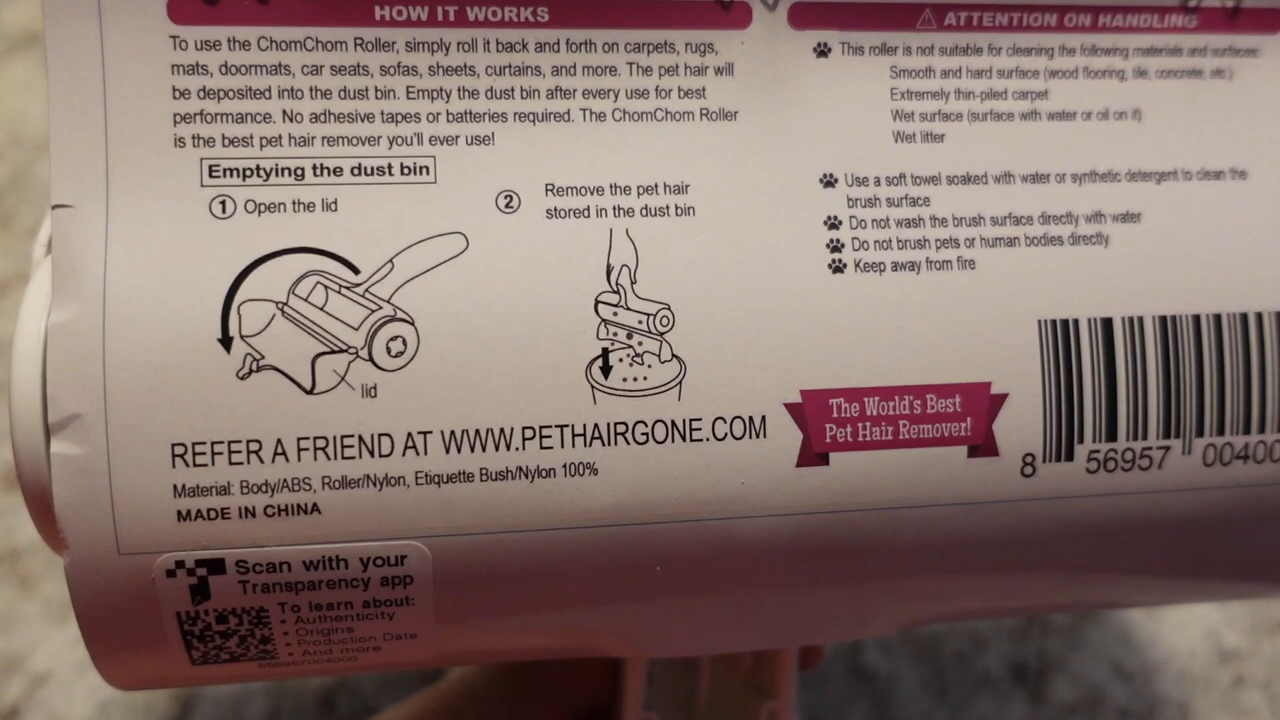 HOW IT WORKS
To use the ChomChom Roller, simply roll it back and forth on carpets, rugs,
mats, doormats, car seats, sofas, sheets, curtains, and more. The pet hair will
be deposited into the dust bin. Empty the dust bin after every use for best
performance. No adhesive tapes or batteries required. The ChomChom Roller
is the best pet hair remover you'll ever use!
Emptying the dust bin
1 Open the lid
2 Remove the pet hair
stored in the dust bin
lid
REFER A FRIEND AT WWW.PETHAIRGONE.COM
Material: Body/ABS, Roller/Nylon, Etiquette Bush/Nylon 100%
MADE IN CHINA
ATTENTION ON HANDLING
This roller is not suitable for cleaning the following materials and surfaces:
Smooth and hard surface (wood flooring, tile, concrete, etc.)
Extremely thin-piled carpet
Wet surface (surface with water or oil on it)
Wet litter
Use a soft towel soaked with water or synthetic detergent to clean the
brush surface
Do not wash the brush surface directly with water
Do not brush pets or human bodies directly
Keep away from fire
The World's Best
Pet Hair Remover!
8 56957 00400
Scan with your
Transparency app
To learn about:
• Authenticity
• Origins
• Production Date
• And more
856957004000